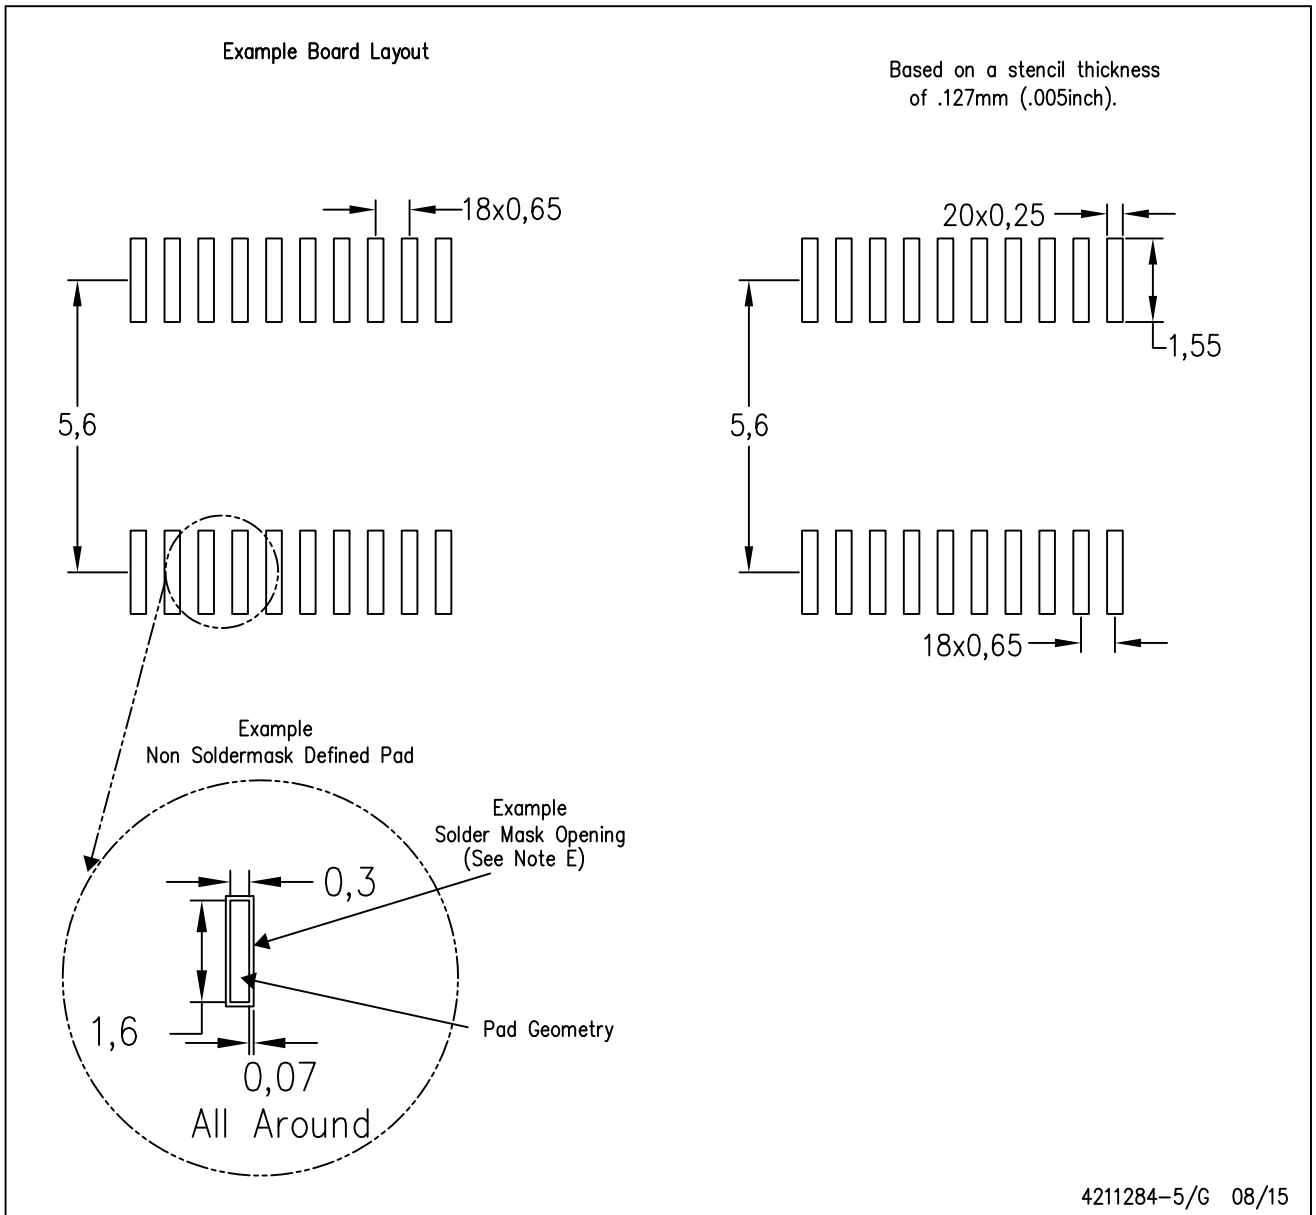 Example Board Layout
Based on a stencil thickness
of .127mm (.005inch).
18x0,65
20x0,25
1,55
5,6
5,6
18x0,65
Example
Non Soldermask Defined Pad
Example
Solder Mask Opening
(See Note E)
0,3
1,6
Pad Geometry
0,07
All Around
4211284-5/G 08/15